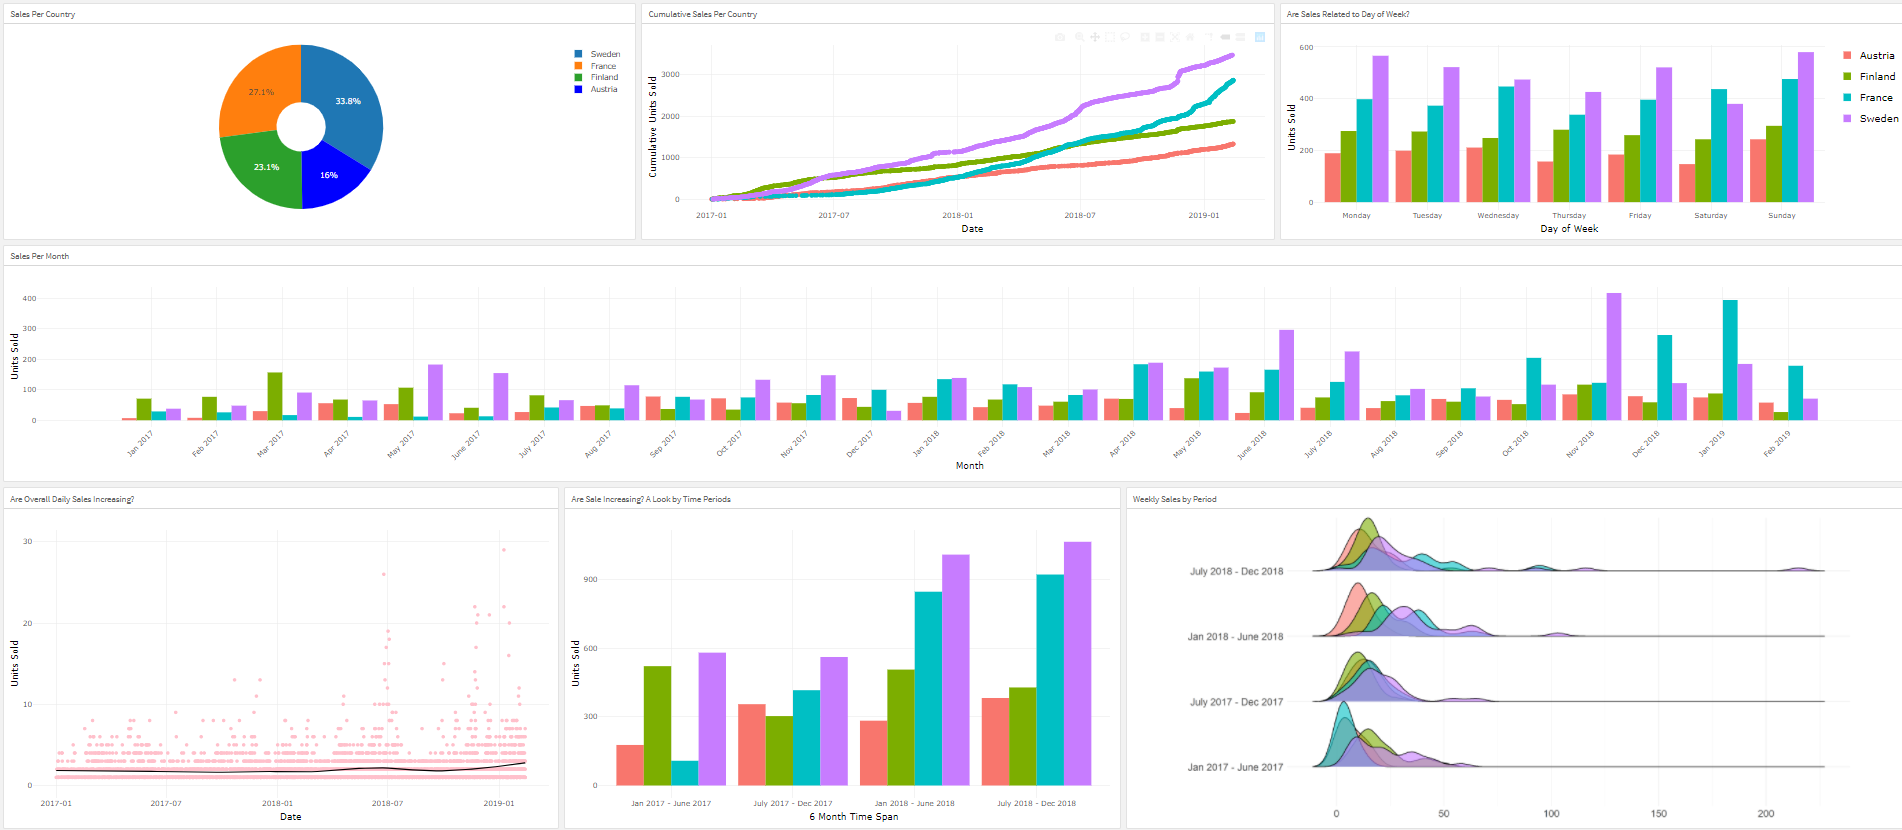 Sales Per Country
Sweden
France
Finland
Austria
33.8%
27.1%
23.1%
16%
Cumulative Sales Per Country
Cumulative Units Sold
3000
2000
1000
0
2017-01 2017-07 2018-01 2018-07 2019-01
Date
Are Sales Related to Day of Week?
Units Sold
600
400
200
0
Monday Tuesday Wednesday Thursday Friday Saturday Sunday
Day of Week
Austria
Finland
France
Sweden
Sales Per Month
Units Sold
400
300
200
100
0
Jan 2017 Feb 2017 Mar 2017 Apr 2017 May 2017 June 2017 July 2017 Aug 2017 Sep 2017 Oct 2017 Nov 2017 Dec 2017 Jan 2018 Feb 2018 Mar 2018 Apr 2018 May 2018 June 2018 July 2018 Aug 2018 Sep 2018 Oct 2018 Nov 2018 Dec 2018 Jan 2019 Feb 2019
Month
Are Overall Daily Sales Increasing?
Units Sold
30
20
10
0
2017-01 2017-07 2018-01 2018-07 2019-01
Date
Are Sale Increasing? A Look by Time Periods
Units Sold
900
600
300
0
Jan 2017 - June 2017 July 2017 - Dec 2017 Jan 2018 - June 2018 July 2018 - Dec 2018
6 Month Time Span
Weekly Sales by Period
July 2018 - Dec 2018
Jan 2018 - June 2018
July 2017 - Dec 2017
Jan 2017 - June 2017
0 50 100 150 200